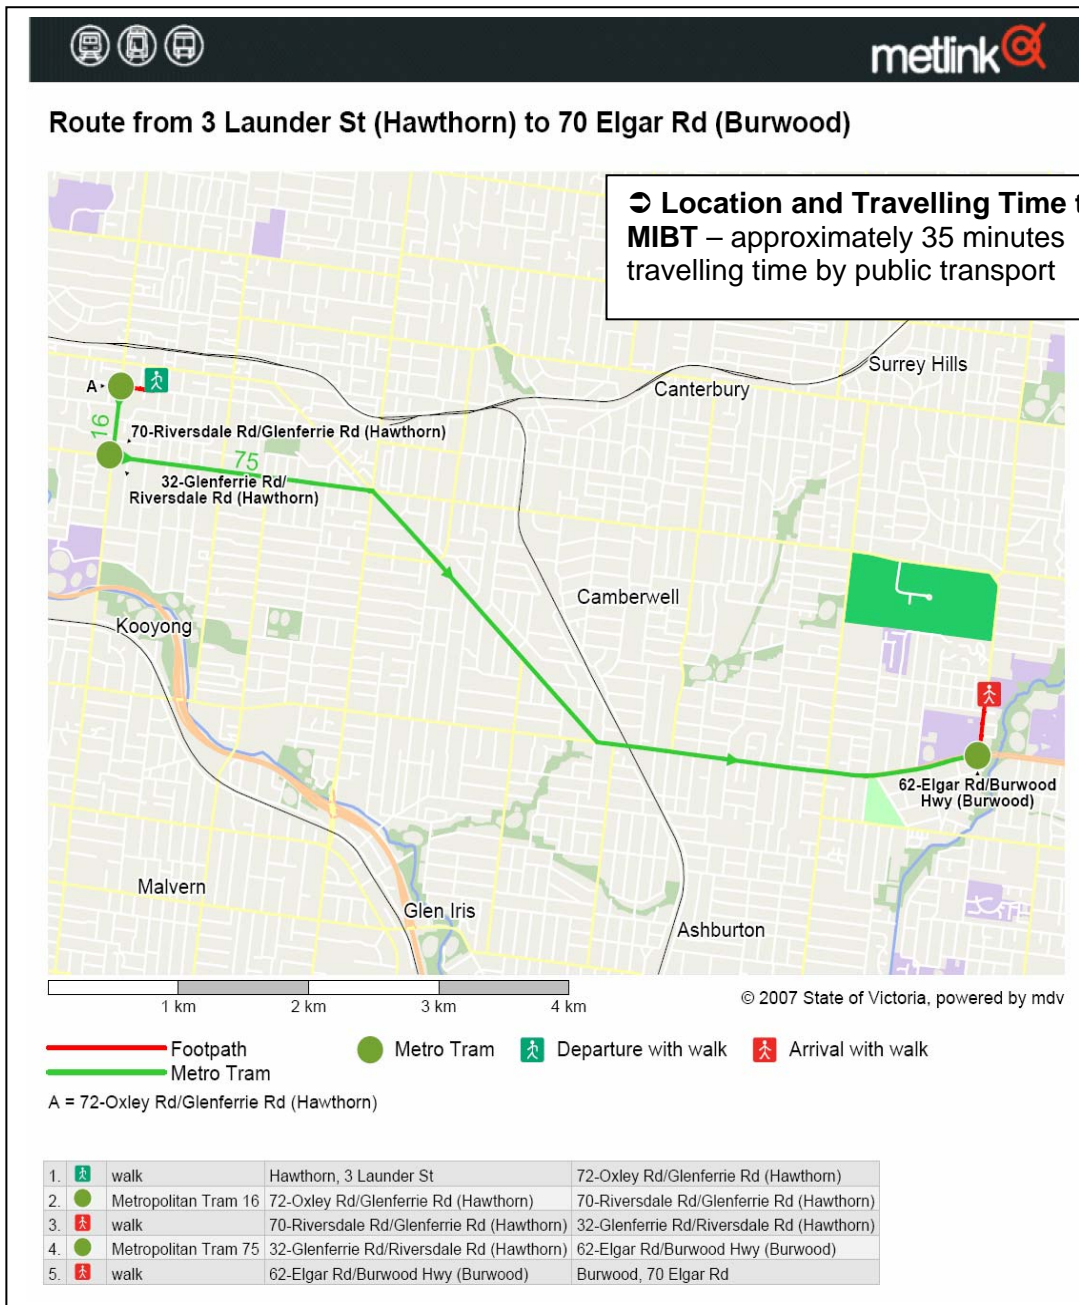 metlink
Route from 3 Launder St (Hawthorn) to 70 Elgar Rd (Burwood)
➲ Location and Travelling Time t
MIBT – approximately 35 minutes
travelling time by public transport
Surrey Hills
Canterbury
A
16
70-Riversdale Rd/Glenferrie Rd (Hawthorn)
75
32-Glenferrie Rd/
Riversdale Rd (Hawthorn)
Camberwell
Kooyong
62-Elgar Rd/Burwood
Hwy (Burwood)
Malvern
Glen Iris
Ashburton
1 km 2 km 3 km 4 km
© 2007 State of Victoria, powered by mdv
Footpath Metro Tram Departure with walk Arrival with walk
Metro Tram
A = 72-Oxley Rd/Glenferrie Rd (Hawthorn)
1. walk Hawthorn, 3 Launder St 72-Oxley Rd/Glenferrie Rd (Hawthorn)
2. Metropolitan Tram 16 72-Oxley Rd/Glenferrie Rd (Hawthorn) 70-Riversdale Rd/Glenferrie Rd (Hawthorn)
3. walk 70-Riversdale Rd/Glenferrie Rd (Hawthorn) 32-Glenferrie Rd/Riversdale Rd (Hawthorn)
4. Metropolitan Tram 75 32-Glenferrie Rd/Riversdale Rd (Hawthorn) 62-Elgar Rd/Burwood Hwy (Burwood)
5. walk 62-Elgar Rd/Burwood Hwy (Burwood) Burwood, 70 Elgar Rd